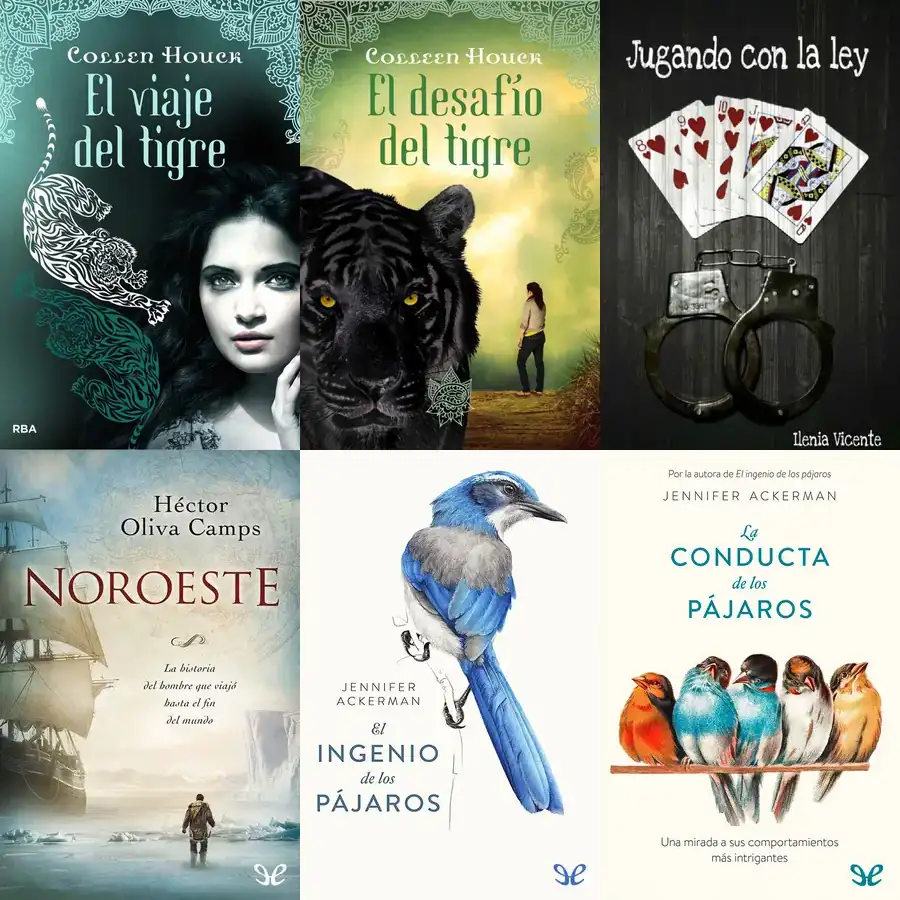 COLLEEN HOUCK
El viaje
del tigre
RBA
COLLEEN HOUCK
El desafío
del tigre
Jugando con la ley
8
9
10
J
Q
Q
Ilenia Vicente
Héctor
Oliva Camps
NOROESTE
La historia
del hombre que viajó
hasta el fin
del mundo
JENNIFER
ACKERMAN
El
INGENIO
de los
PÁJAROS
Por la autora de El ingenio de los pájaros
JENNIFER ACKERMAN
La
CONDUCTA
de los
PÁJAROS
Una mirada a sus comportamientos
más intrigantes